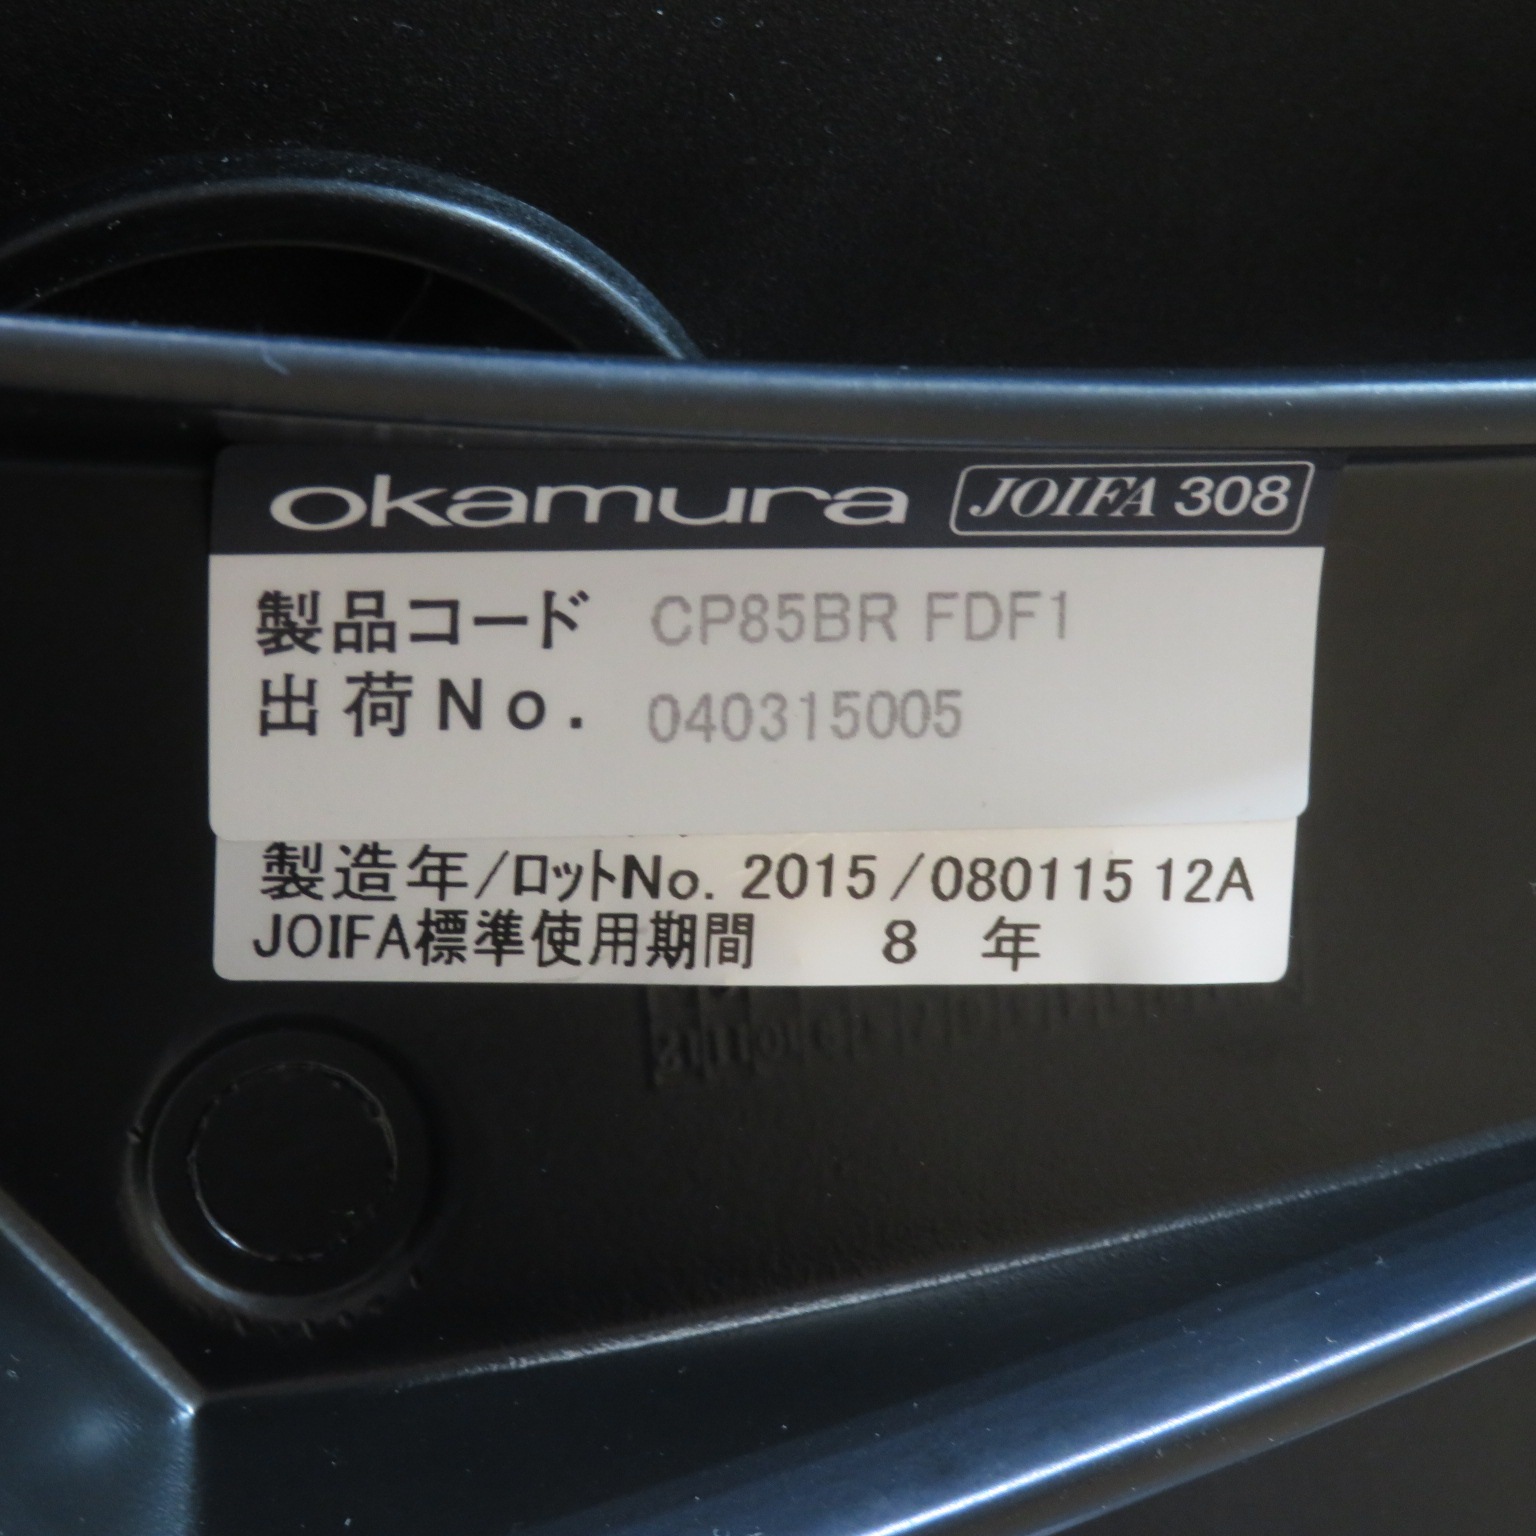 okamura JOIFA 308
製品コード CP85BR FDF1
出荷No. 040315005
製造年/ロットNo. 2015/080115 12A
JOIFA標準使用期間 8 年